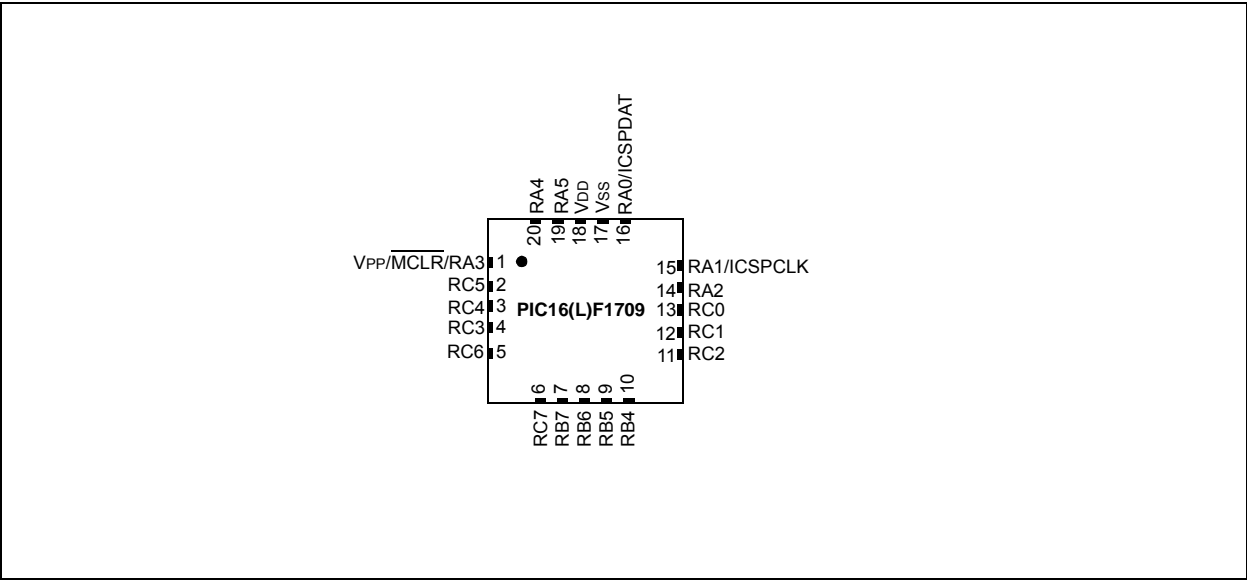 20 RA4
19 RA5
18 VDD
17 VSS
16 RA0/ICSPDAT
VPP/MCLR/RA3 1
RC5 2
RC4 3
RC3 4
RC6 5
PIC16(L)F1709
15 RA1/ICSPCLK
14 RA2
13 RC0
12 RC1
11 RC2
RC7 6
RB7 7
RB6 8
RB5 9
RB4 10